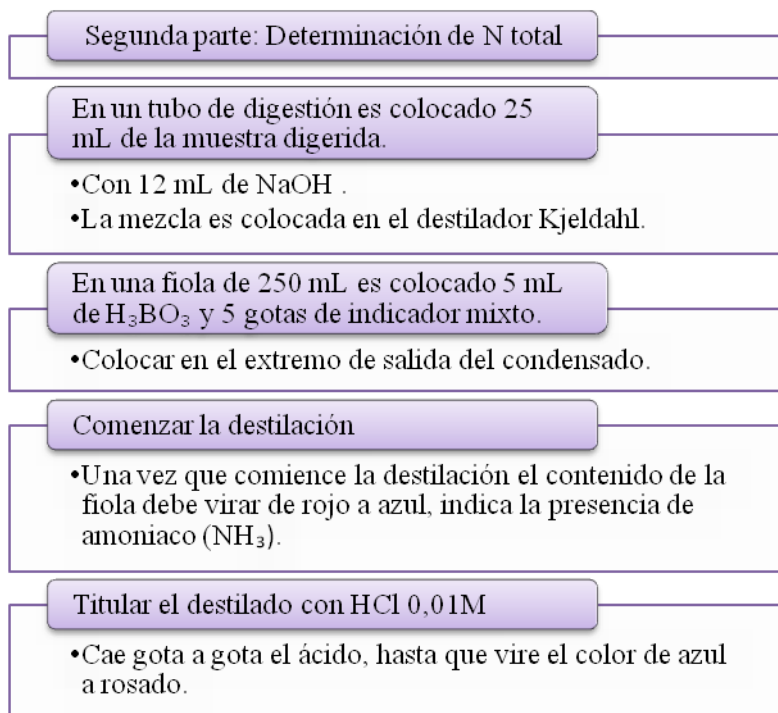 Segunda parte: Determinación de N total
En un tubo de digestión es colocado 25
mL de la muestra digerida.
•Con 12 mL de NaOH .
•La mezcla es colocada en el destilador Kjeldahl.
En una fiola de 250 mL es colocado 5 mL
de H₃BO₃ y 5 gotas de indicador mixto.
•Colocar en el extremo de salida del condensado.
Comenzar la destilación
•Una vez que comience la destilación el contenido de la
fiola debe virar de rojo a azul, indica la presencia de
amoniaco (NH₃).
Titular el destilado con HCl 0,01M
•Cae gota a gota el ácido, hasta que vire el color de azul
a rosado.